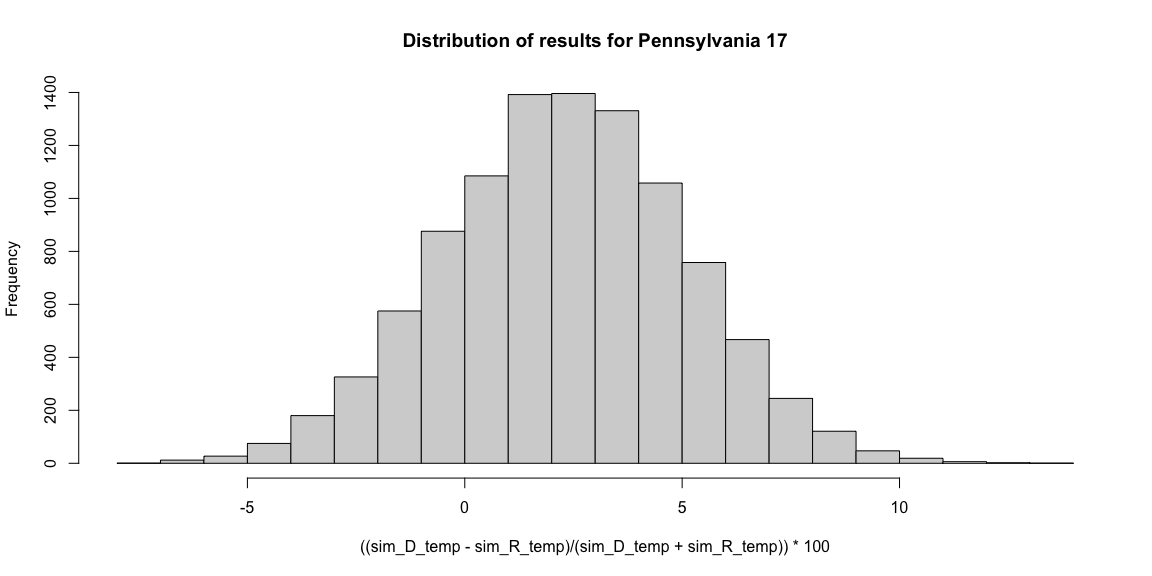 Distribution of results for Pennsylvania 17
1400
1200
1000
800
600
400
200
0
Frequency
-5 0 5 10
((sim_D_temp - sim_R_temp)/(sim_D_temp + sim_R_temp)) * 100